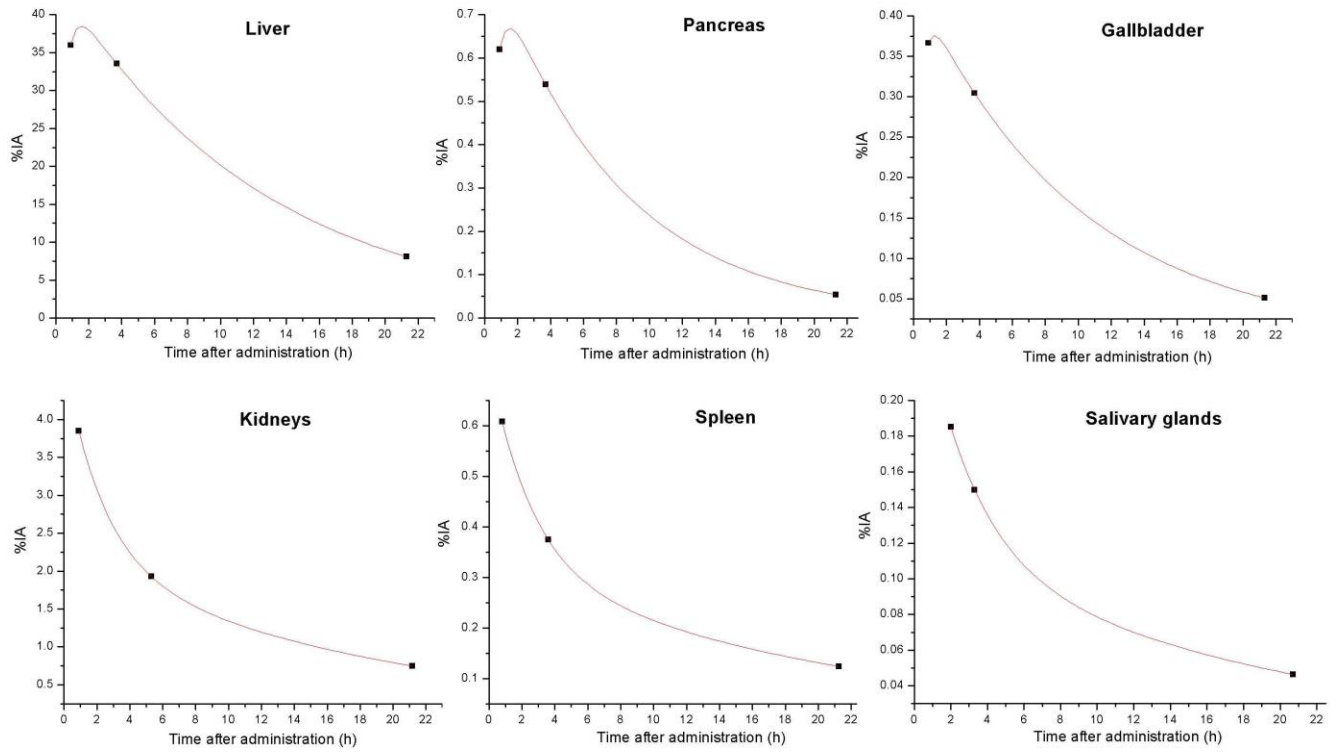 Liver
%IA
40
35
30
25
20
15
10
5
0
0 2 4 6 8 10 12 14 16 18 20 22
Time after administration (h)
Pancreas
%IA
0.7
0.6
0.5
0.4
0.3
0.2
0.1
0.0
0 2 4 6 8 10 12 14 16 18 20 22
Time after administration (h)
Gallbladder
%IA
0.40
0.35
0.30
0.25
0.20
0.15
0.10
0.05
0 2 4 6 8 10 12 14 16 18 20 22
Time after administration (h)
Kidneys
%IA
4.0
3.5
3.0
2.5
2.0
1.5
1.0
0.5
0 2 4 6 8 10 12 14 16 18 20 22
Time after administration (h)
Spleen
%IA
0.6
0.5
0.4
0.3
0.2
0.1
0 2 4 6 8 10 12 14 16 18 20 22
Time after administration (h)
Salivary glands
%IA
0.20
0.18
0.16
0.14
0.12
0.10
0.08
0.06
0.04
0 2 4 6 8 10 12 14 16 18 20 22
Time after administration (h)